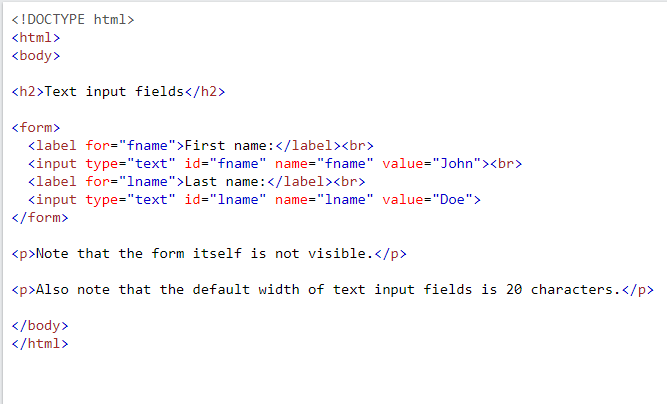 <!DOCTYPE html>
<html>
<body>

<h2>Text input fields</h2>

<form>
  <label for="fname">First name:</label><br>
  <input type="text" id="fname" name="fname" value="John"><br>
  <label for="lname">Last name:</label><br>
  <input type="text" id="lname" name="lname" value="Doe">
</form>

<p>Note that the form itself is not visible.</p>

<p>Also note that the default width of text input fields is 20 characters.</p>

</body>
</html>